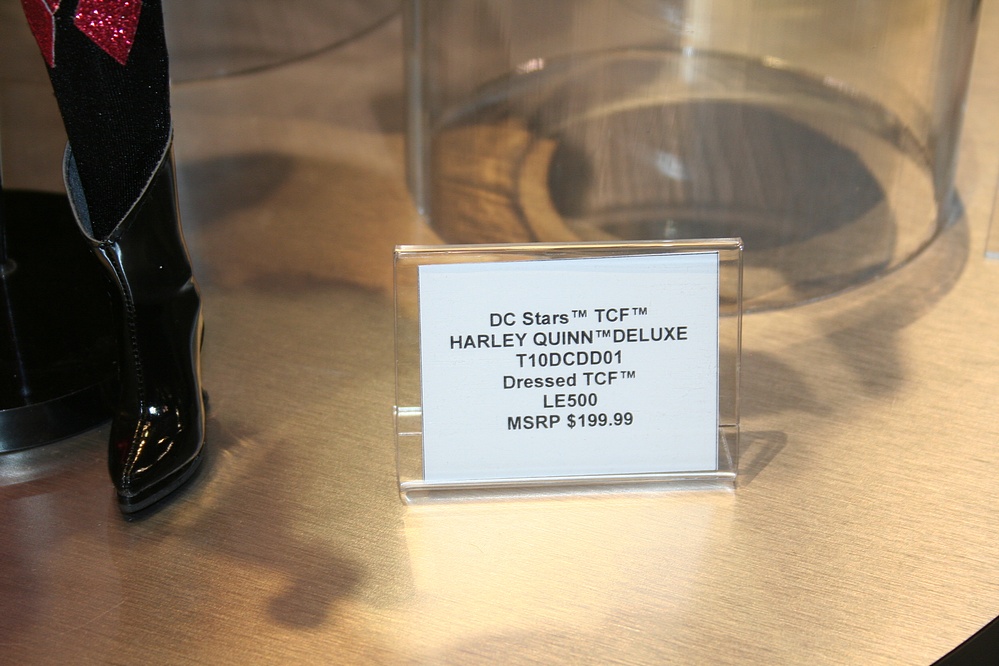 DC Stars™ TCF™
HARLEY QUINN™DELUXE
T10DCDD01
Dressed TCF™
LE500
MSRP $199.99